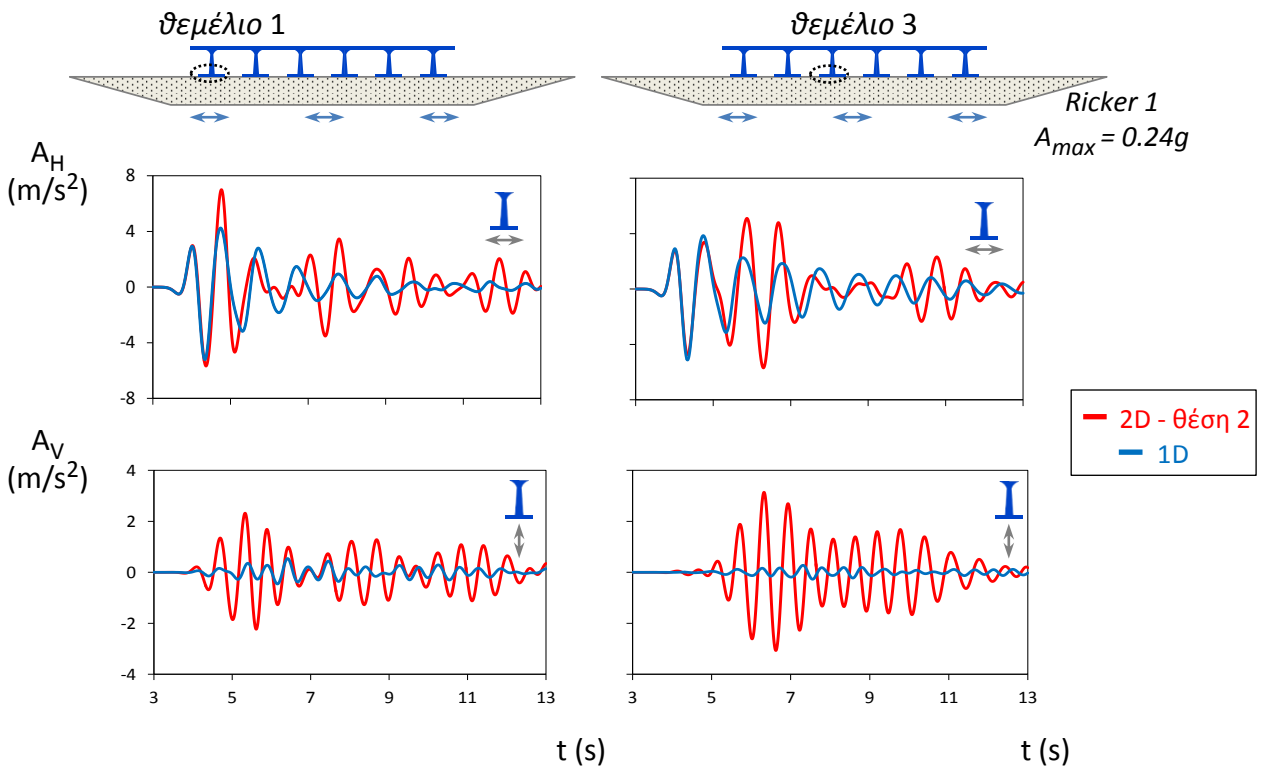 θεμέλιο 1
θεμέλιο 3
Ricker 1
Amax = 0.24g
AH
(m/s2)
8
4
0
-4
-8
2D - θέση 2
1D
AV
(m/s2)
4
2
0
-2
-4
3 5 7 9 11 13
3 5 7 9 11 13
t (s)
t (s)